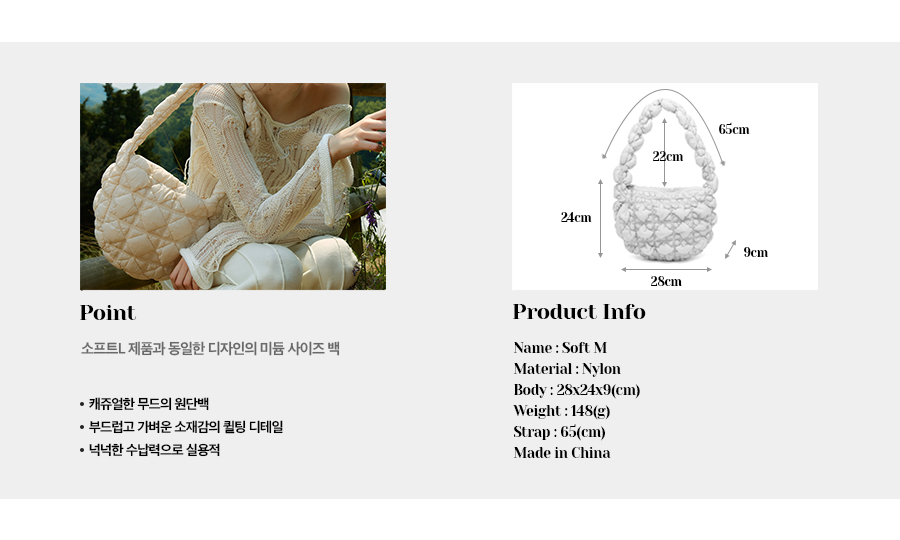 Point
소프트L 제품과 동일한 디자인의 미듐 사이즈 백
• 캐쥬얼한 무드의 원단백
• 부드럽고 가벼운 소재감의 퀼팅 디테일
• 넉넉한 수납력으로 실용적
65cm
22cm
24cm
9cm
28cm
Product Info
Name : Soft M
Material : Nylon
Body : 28x24x9(cm)
Weight : 148(g)
Strap : 65(cm)
Made in China